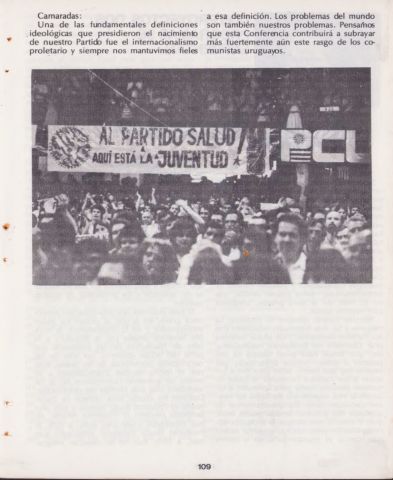 Camaradas:
Una de las fundamentales definiciones
ideológicas que presidieron el nacimiento
de nuestro Partido fue el internacionalismo
proletario y siempre nos mantuvimos fieles
a esa definición. Los problemas del mundo
son también nuestros problemas. Pensamos
que esta Conferencia contribuirá a subrayar
más fuertemente aún este rasgo de los co-
munistas uruguayos.
AL PARTIDO SALUD!
AQUÍ ESTÁ LA JUVENTUD
PCU
109